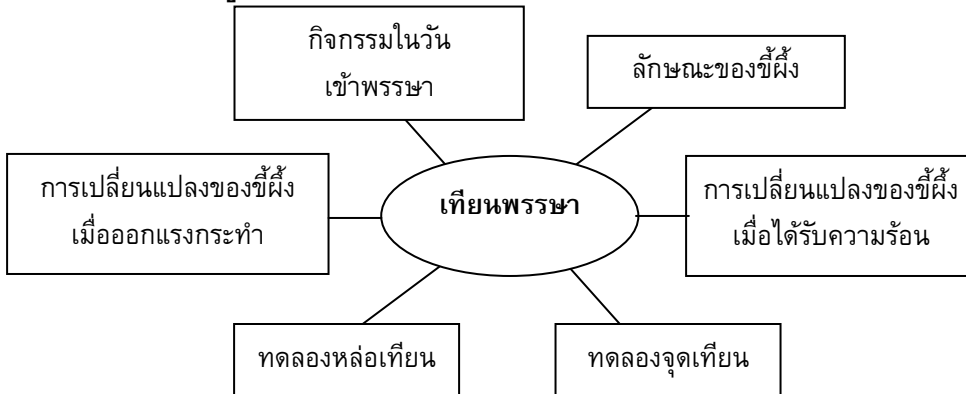 กิจกรรมในวัน
เข้าพรรษา
ลักษณะของขี้ผึ้ง
การเปลี่ยนแปลงของขี้ผึ้ง
เมื่อออกแรงกระทำ
เทียนพรรษา
การเปลี่ยนแปลงของขี้ผึ้ง
เมื่อได้รับความร้อน
ทดลองหล่อเทียน
ทดลองจุดเทียน